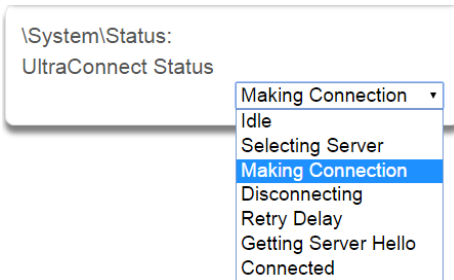 \System\Status:
UltraConnect Status
Making Connection
Idle
Selecting Server
Making Connection
Disconnecting
Retry Delay
Getting Server Hello
Connected